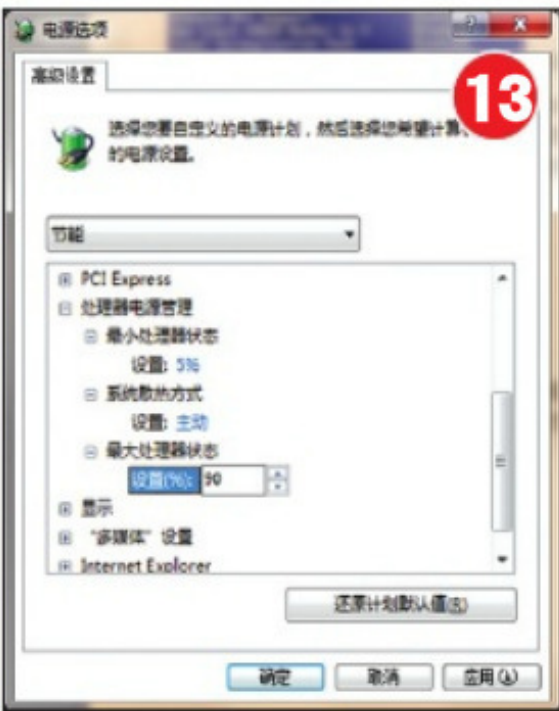 电源选项
高级设置
13
选择您要自定义的电源计划，然后选择您希望计算
的电源设置。
节能
PCI Express
处理器电源管理
最小处理器状态
设置: 5%
系统散热方式
设置: 主动
最大处理器状态
设置(%): 90
显示
“多媒体”设置
Internet Explorer
还原计划默认值(R)
确定 取消 应用(A)